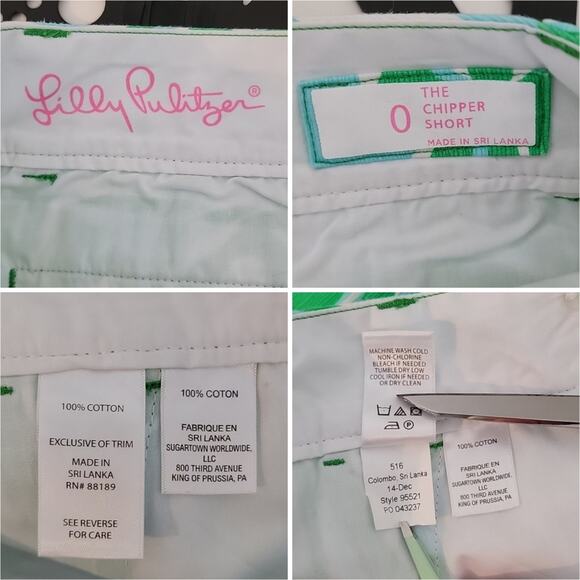 Lilly Pulitzer®
0
THE
CHIPPER
SHORT
MADE IN SRI LANKA
100% COTTON
EXCLUSIVE OF TRIM
MADE IN
SRI LANKA
RN# 88189
SEE REVERSE
FOR CARE
100% COTON
FABRIQUE EN
SRI LANKA
SUGARTOWN WORLDWIDE,
LLC
800 THIRD AVENUE
KING OF PRUSSIA, PA
MACHINE WASH COLD
NON-CHLORINE
BLEACH IF NEEDED
TUMBLE DRY LOW
COOL IRON IF NEEDED
OR DRY CLEAN
P
516
Colombo, Sri Lanka
14-Dec
Style 95521
PO 043237
100% COTON
FABRIQUE EN
SRI LANKA
SUGARTOWN WORLDWIDE,
LLC
800 THIRD AVENUE
KING OF PRUSSIA, PA